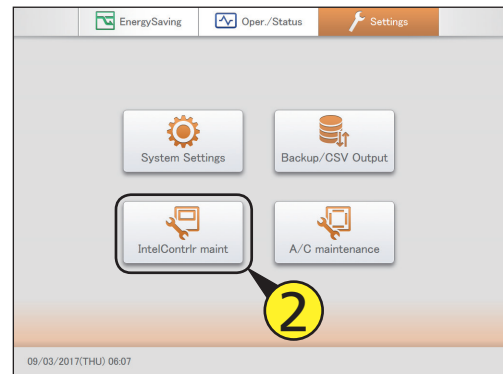 EnergySaving Oper./Status Settings
System Settings Backup/CSV Output
IntelContrlr maint A/C maintenance
2
09/03/2017(THU) 06:07